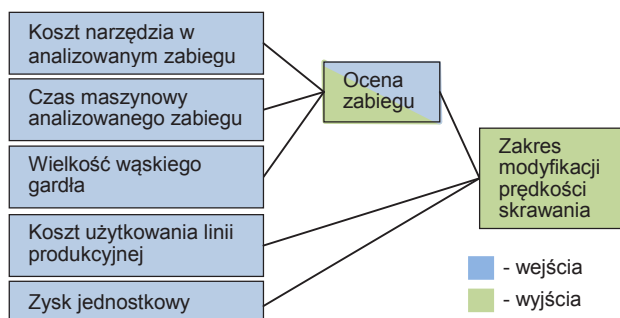 Koszt narzędzia w
analizowanym zabiegu
Czas maszynowy
analizowanego zabiegu
Wielkość wąskiego
gardła
Koszt użytkowania linii
produkcyjnej
Zysk jednostkowy
Ocena
zabiegu
Zakres
modyfikacji
prędkości
skrawania
- wejścia
- wyjścia